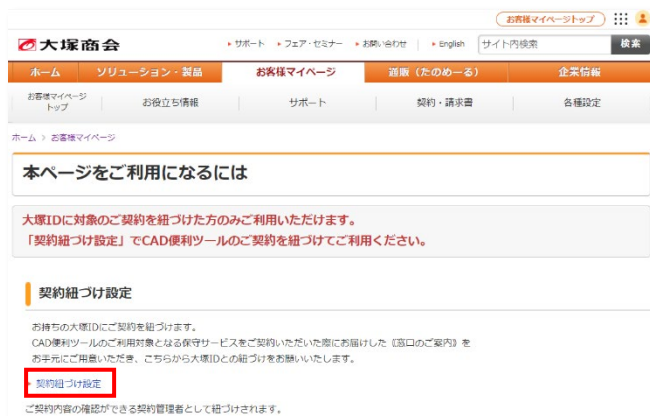 お客様マイページトップ
大塚商会
サポート フェア・セミナー お問い合わせ English サイト内検索 検索
ホーム ソリューション・製品 お客様マイページ 通販（たのめーる） 企業情報
お客様マイページ
トップ お役立ち情報 サポート 契約・請求書 各種設定
ホーム > お客様マイページ
本ページをご利用になるには
大塚IDに対象のご契約を紐づけた方のみご利用いただけます。
「契約紐づけ設定」でCAD便利ツールのご契約を紐づけてご利用ください。
契約紐づけ設定
お持ちの大塚IDにご契約を紐づけます。
CAD便利ツールのご利用対象となる保守サービスをご契約いただいた際にお届けした《窓口のご案内》を
お手元にご用意いただき、こちらから大塚IDとの紐づけをお願いいたします。
契約紐づけ設定
ご契約内容の確認ができる契約管理者として紐づけされます。